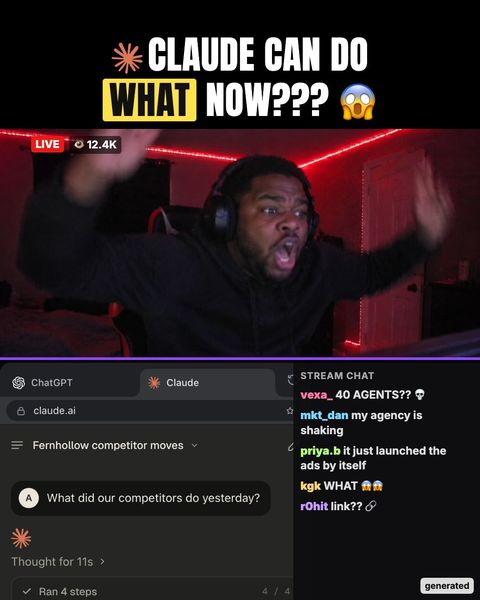 CLAUDE CAN DO
WHAT NOW??? 😱
LIVE 👁 12.4K
ChatGPT
Claude
claude.ai
Fernhollow competitor moves
A What did our competitors do yesterday?
Thought for 11s >
✓ Ran 4 steps 4 / 4
STREAM CHAT
vexa_ 40 AGENTS?? 💀
mkt_dan my agency is
shaking
priya.b it just launched the
ads by itself
kgk WHAT 😱😱
r0hit link?? 🔗
generated